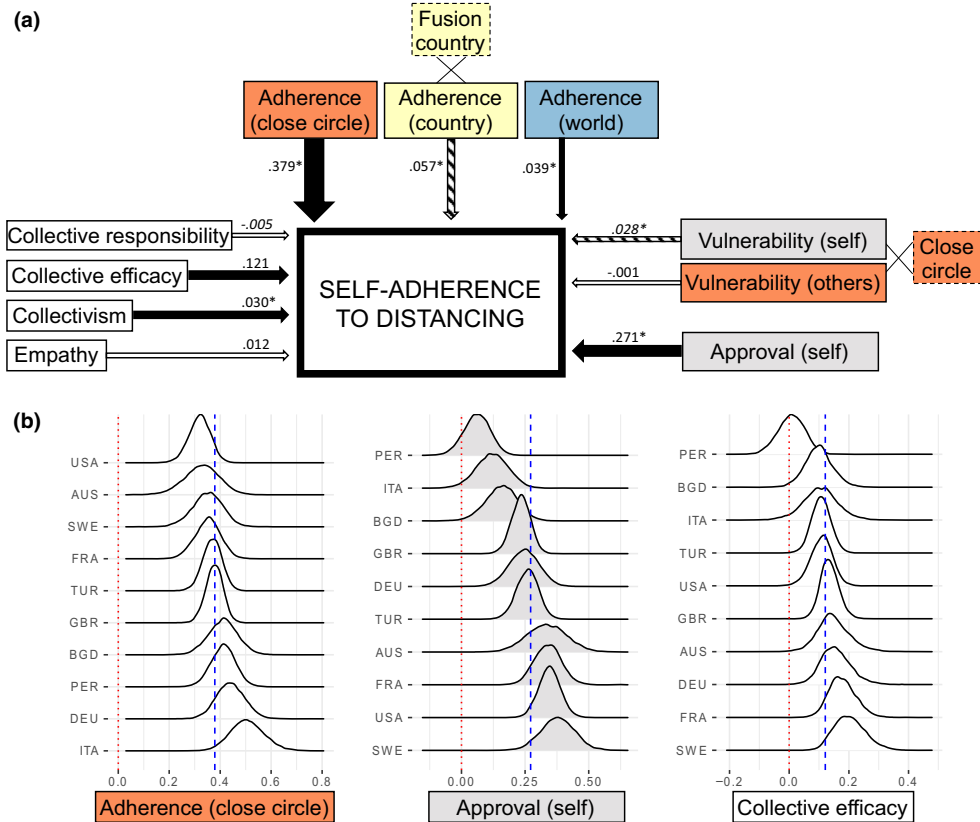 (a)
Fusion
country
Adherence
(close circle)
Adherence
(country)
Adherence
(world)
.379*
.057*
.039*
Collective responsibility
-.005
Collective efficacy
.121
Collectivism
.030*
Empathy
.012
SELF-ADHERENCE
TO DISTANCING
.028*
Vulnerability (self)
-.001
Vulnerability (others)
Close
circle
.271*
Approval (self)
(b)
USA
AUS
SWE
FRA
TUR
GBR
BGD
PER
DEU
ITA
0.0 0.2 0.4 0.6 0.8
Adherence (close circle)
PER
ITA
BGD
GBR
DEU
TUR
AUS
FRA
USA
SWE
0.00 0.25 0.50
Approval (self)
PER
BGD
ITA
TUR
USA
GBR
AUS
DEU
FRA
SWE
−0.2 0.0 0.2 0.4
Collective efficacy